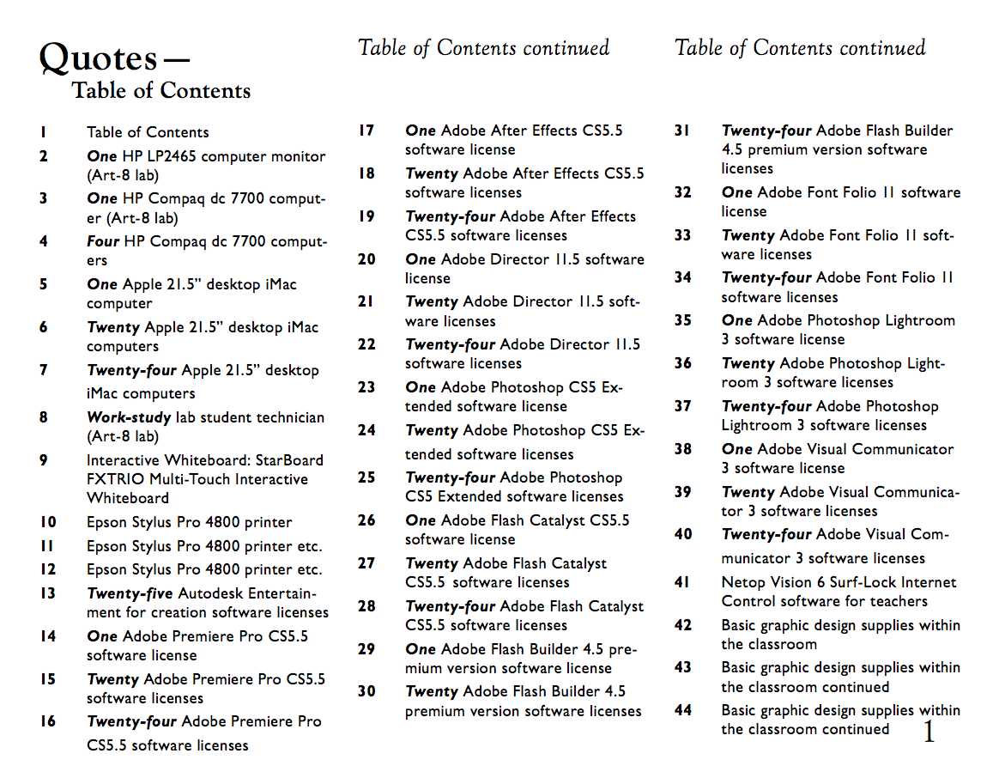 Quotes—
Table of Contents
1 Table of Contents
2 One HP LP2465 computer monitor
(Art-8 lab)
3 One HP Compaq dc 7700 comput-
er (Art-8 lab)
4 Four HP Compaq dc 7700 comput-
ers
5 One Apple 21.5” desktop iMac
computer
6 Twenty Apple 21.5” desktop iMac
computers
7 Twenty-four Apple 21.5” desktop
iMac computers
8 Work-study lab student technician
(Art-8 lab)
9 Interactive Whiteboard: StarBoard
FXTRIO Multi-Touch Interactive
Whiteboard
10 Epson Stylus Pro 4800 printer
11 Epson Stylus Pro 4800 printer etc.
12 Epson Stylus Pro 4800 printer etc.
13 Twenty-five Autodesk Entertain-
ment for creation software licenses
14 One Adobe Premiere Pro CS5.5
software license
15 Twenty Adobe Premiere Pro CS5.5
software licenses
16 Twenty-four Adobe Premiere Pro
CS5.5 software licenses
Table of Contents continued
17 One Adobe After Effects CS5.5
software license
18 Twenty Adobe After Effects CS5.5
software licenses
19 Twenty-four Adobe After Effects
CS5.5 software licenses
20 One Adobe Director 11.5 software
license
21 Twenty Adobe Director 11.5 soft-
ware licenses
22 Twenty-four Adobe Director 11.5
software licenses
23 One Adobe Photoshop CS5 Ex-
tended software license
24 Twenty Adobe Photoshop CS5 Ex-
tended software licenses
25 Twenty-four Adobe Photoshop
CS5 Extended software licenses
26 One Adobe Flash Catalyst CS5.5
software license
27 Twenty Adobe Flash Catalyst
CS5.5 software licenses
28 Twenty-four Adobe Flash Catalyst
CS5.5 software licenses
29 One Adobe Flash Builder 4.5 pre-
mium version software license
30 Twenty Adobe Flash Builder 4.5
premium version software licenses
Table of Contents continued
31 Twenty-four Adobe Flash Builder
4.5 premium version software
licenses
32 One Adobe Font Folio 11 software
license
33 Twenty Adobe Font Folio 11 soft-
ware licenses
34 Twenty-four Adobe Font Folio 11
software licenses
35 One Adobe Photoshop Lightroom
3 software license
36 Twenty Adobe Photoshop Light-
room 3 software licenses
37 Twenty-four Adobe Photoshop
Lightroom 3 software licenses
38 One Adobe Visual Communicator
3 software license
39 Twenty Adobe Visual Communica-
tor 3 software licenses
40 Twenty-four Adobe Visual Com-
municator 3 software licenses
41 Netop Vision 6 Surf-Lock Internet
Control software for teachers
42 Basic graphic design supplies within
the classroom
43 Basic graphic design supplies within
the classroom continued
44 Basic graphic design supplies within
the classroom continued
1